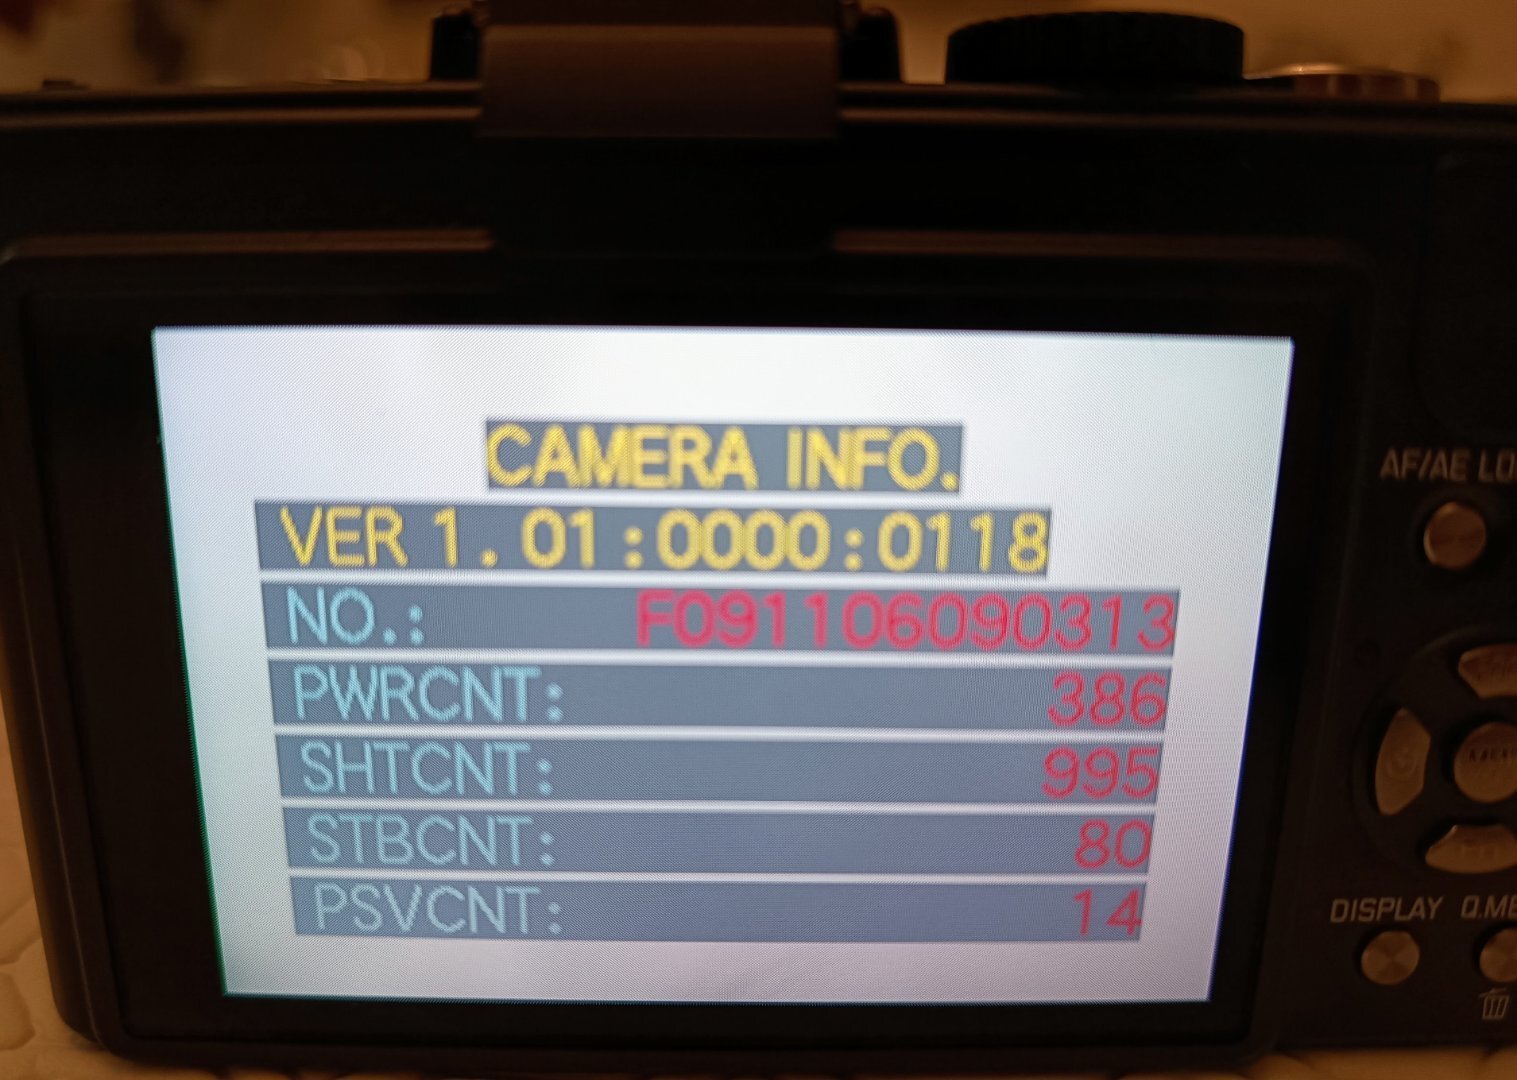 CAMERA INFO.
VER 1.01:0000:0118
NO.: F091106090313
PWRCNT: 386
SHTCNT: 995
STBCNT: 80
PSVCNT: 14
AF/AE LO
DISPLAY Q.ME